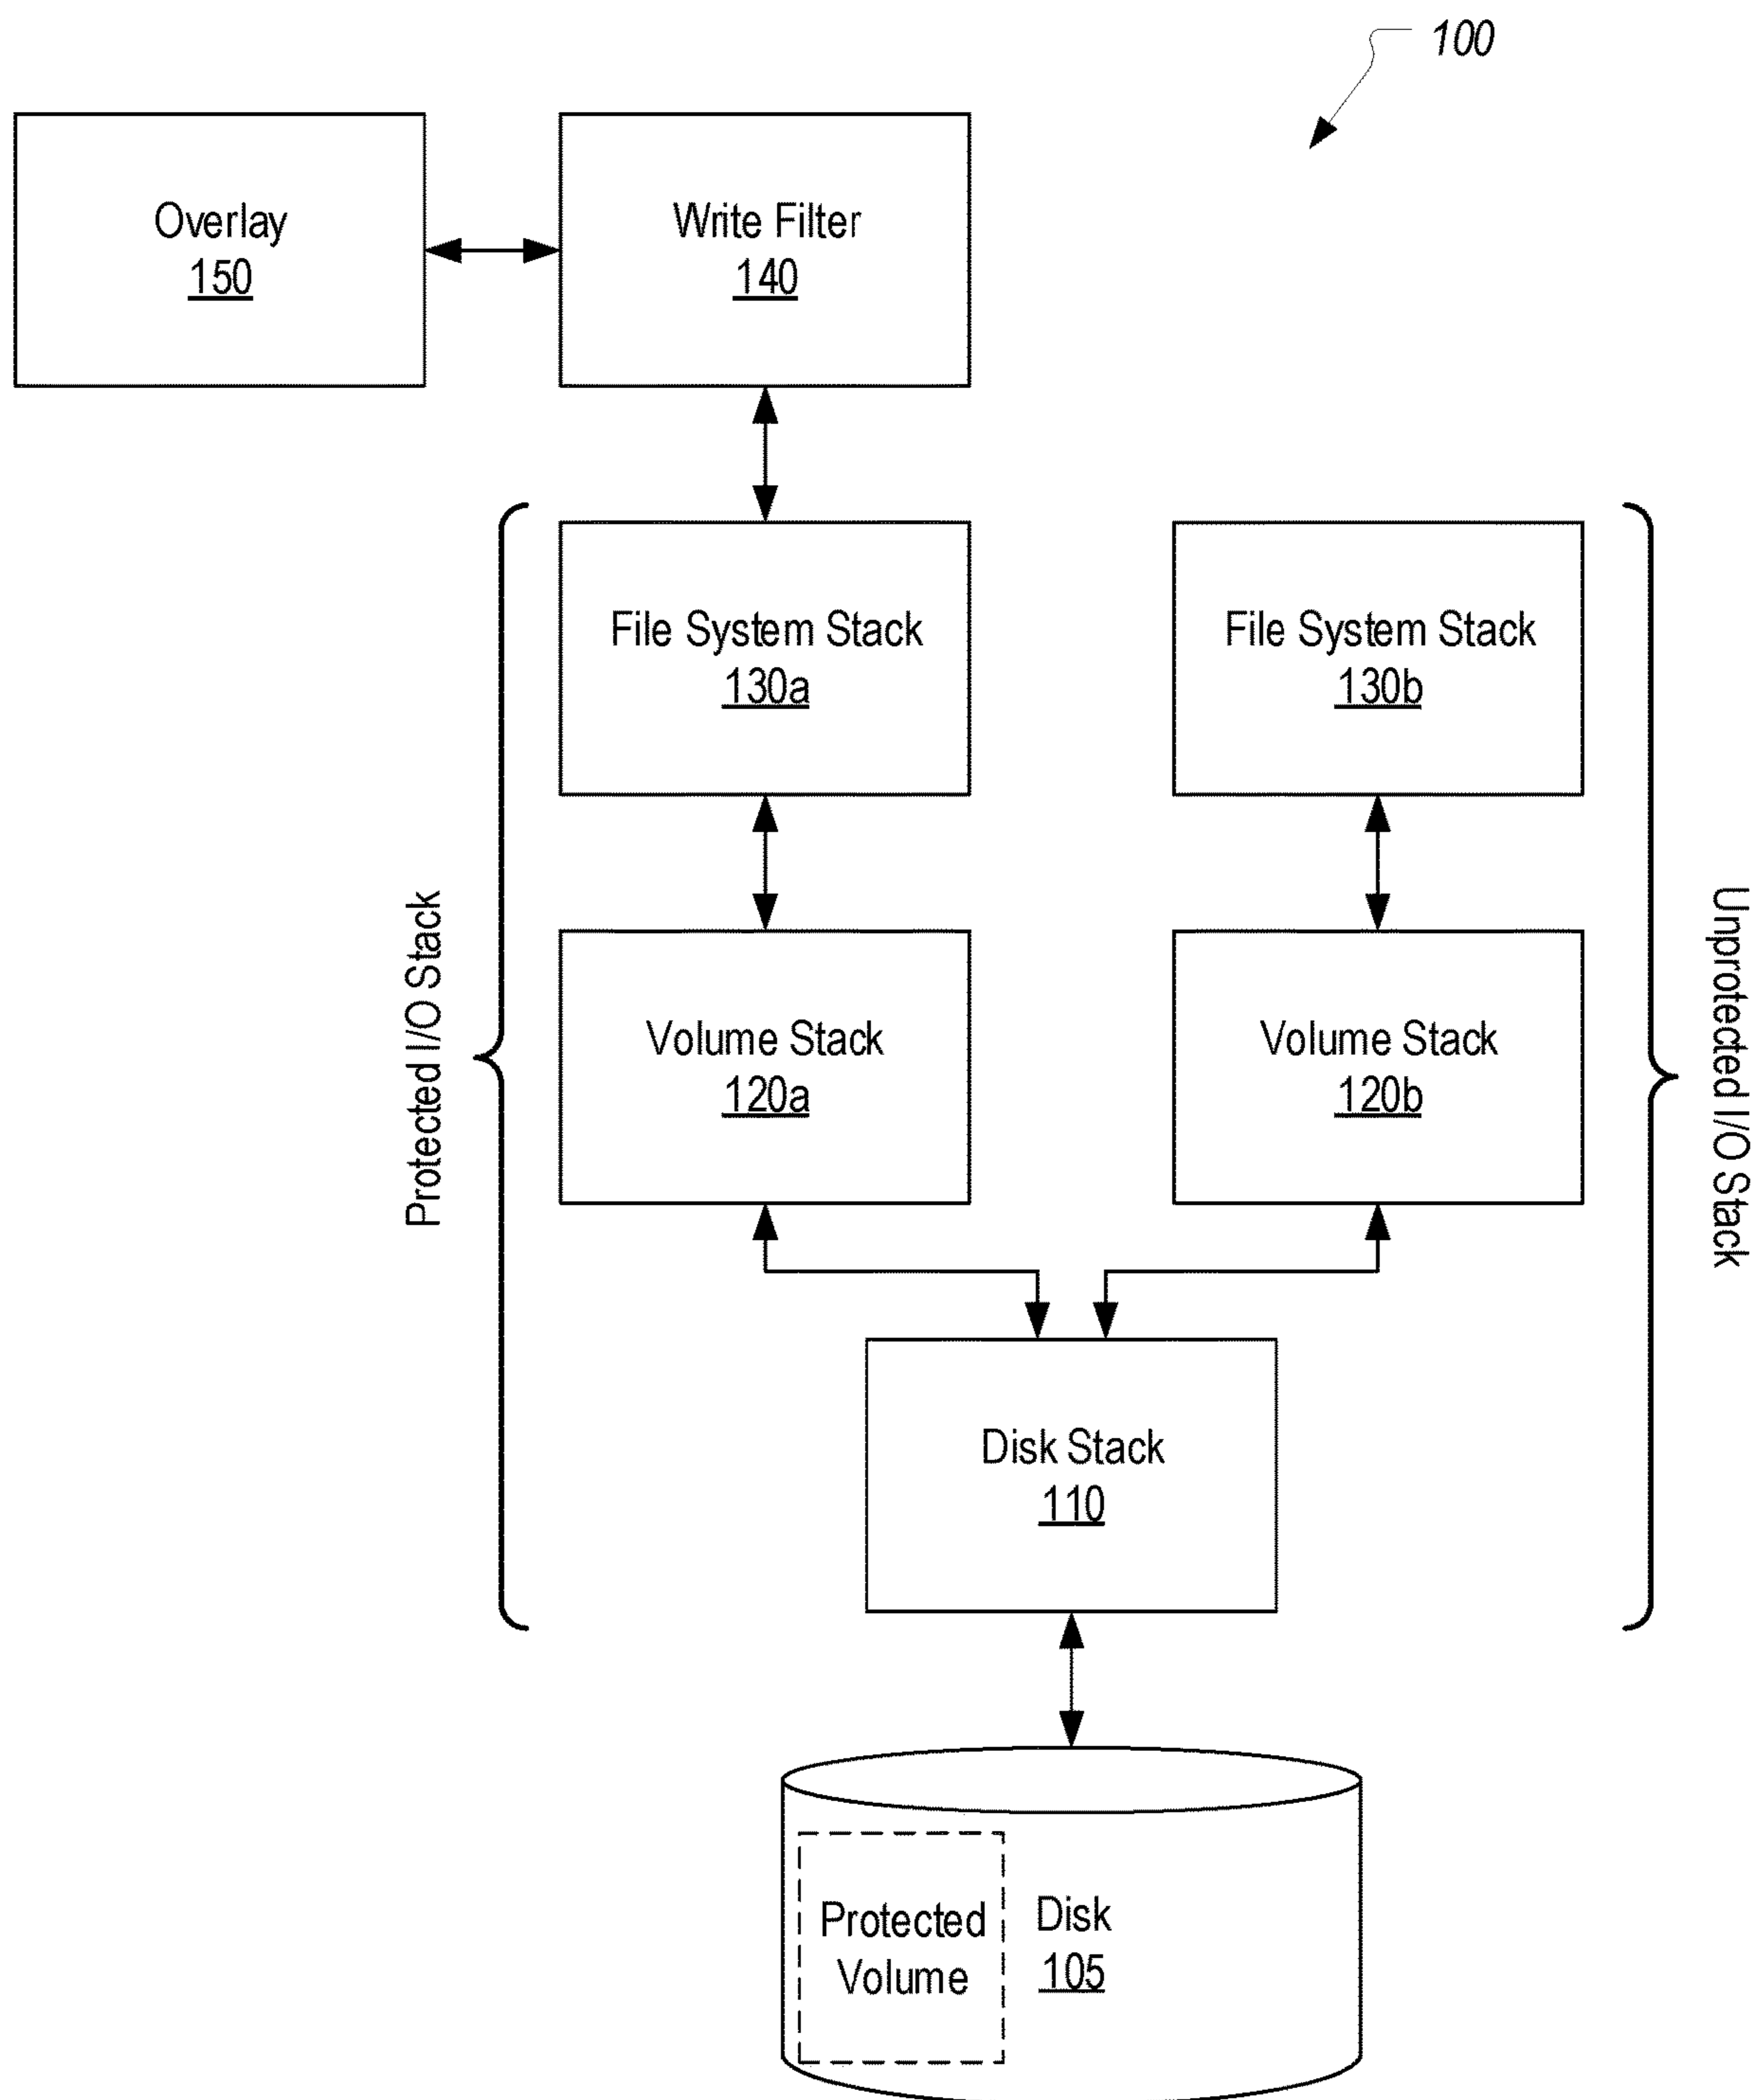 100
Overlay
150
Write Filter
140
File System Stack
130a
File System Stack
130b
Protected I/O Stack
Unprotected I/O Stack
Volume Stack
120a
Volume Stack
120b
Disk Stack
110
Protected
Volume
Disk
105